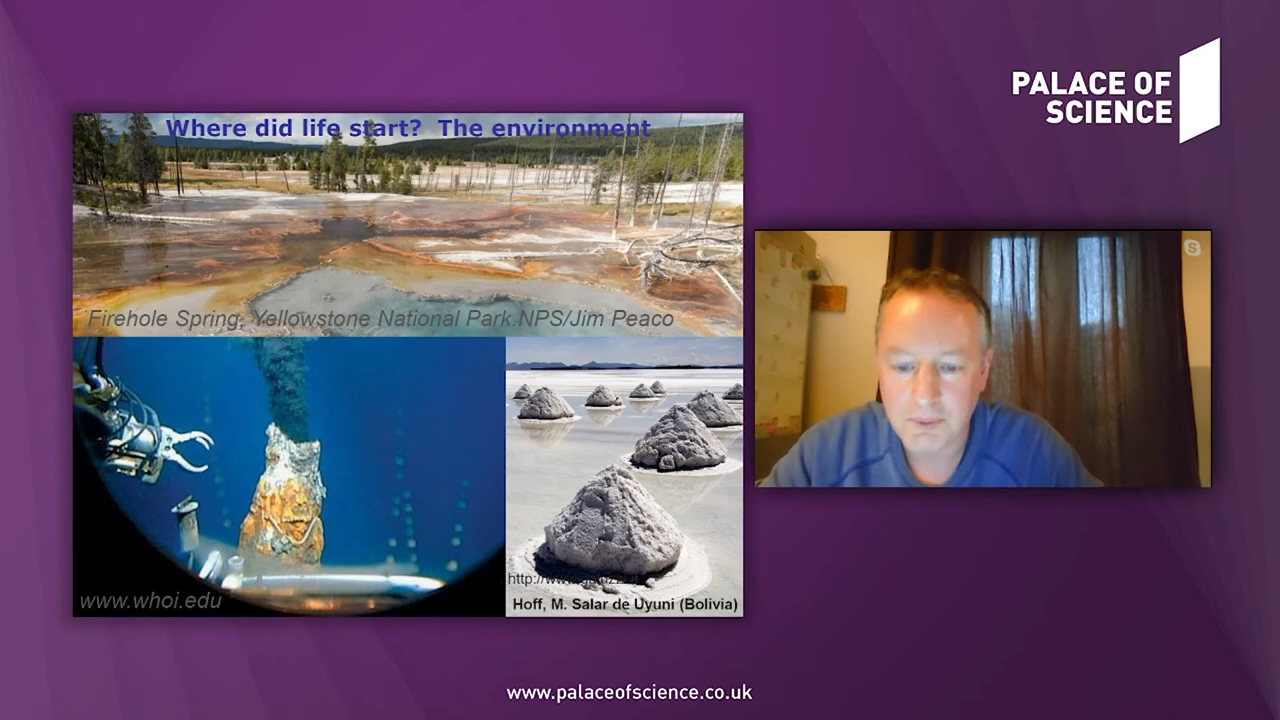 PALACE OF
SCIENCE
Where did life start? The environment
Firehole Spring, Yellowstone National Park.NPS/Jim Peaco
www.whoi.edu
Hoff, M. Salar de Uyuni (Bolivia)
www.palaceofscience.co.uk